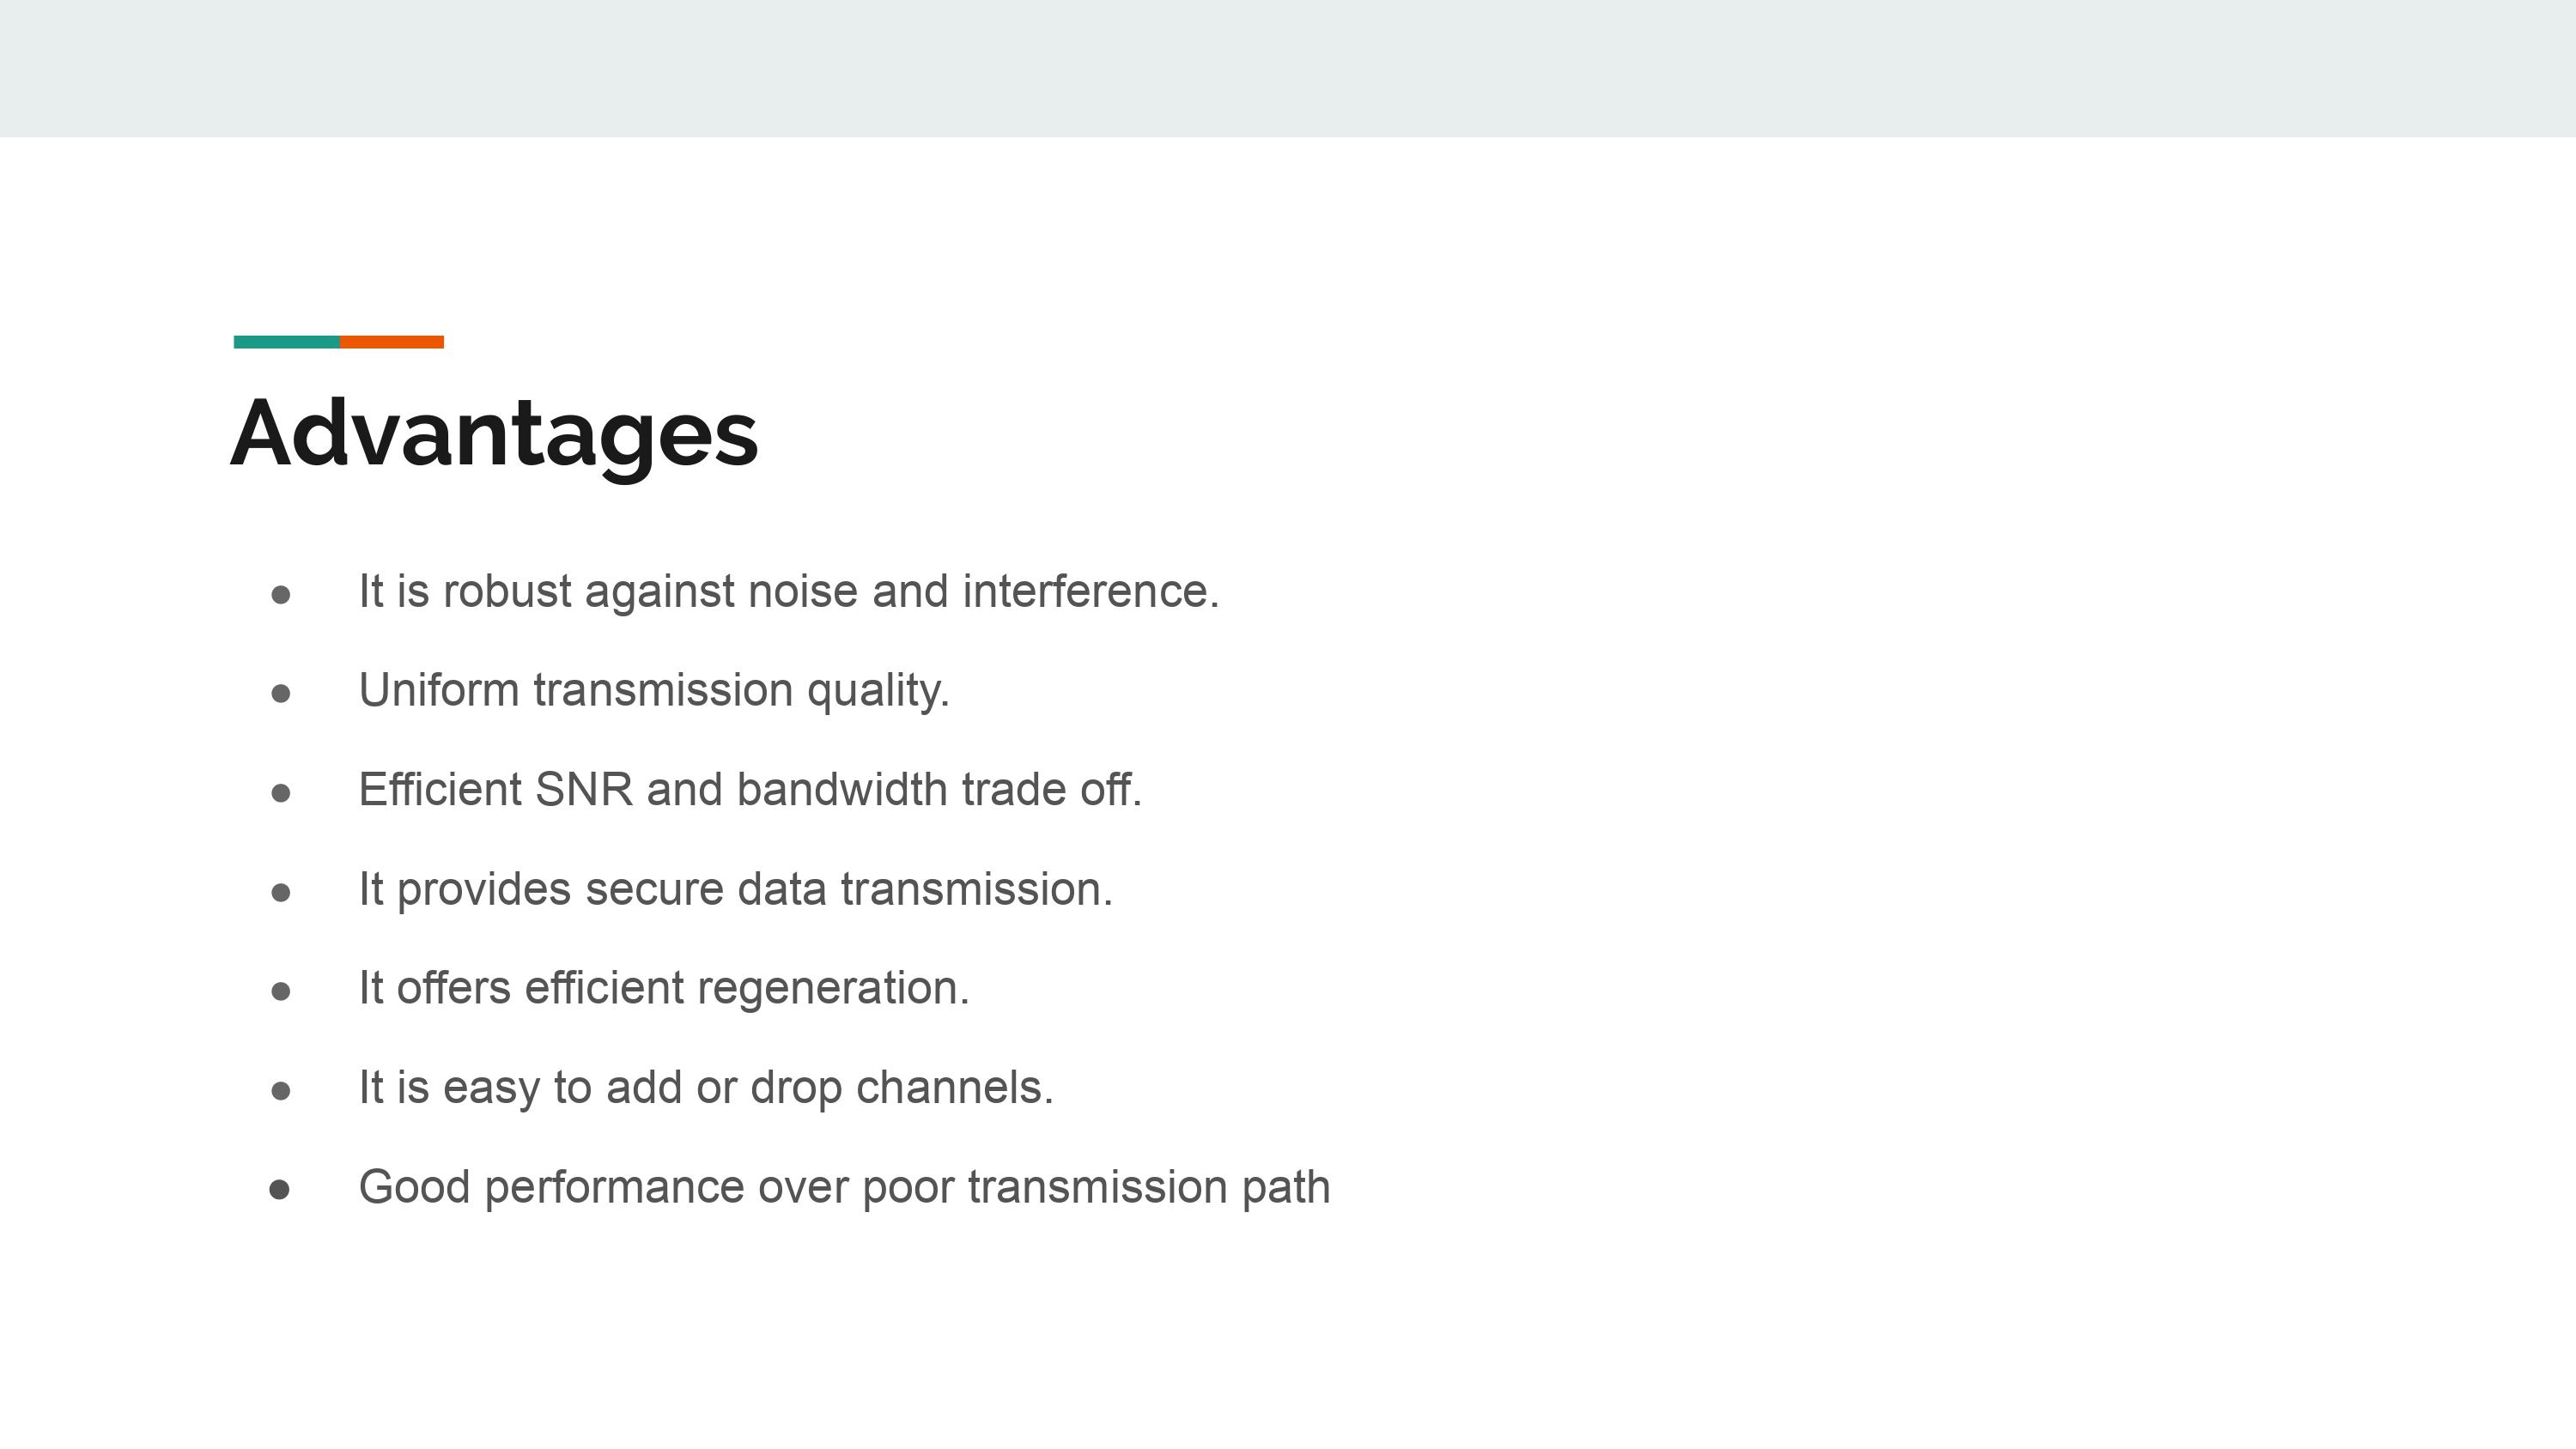 Advantages
● It is robust against noise and interference.
● Uniform transmission quality.
● Efficient SNR and bandwidth trade off.
● It provides secure data transmission.
● It offers efficient regeneration.
● It is easy to add or drop channels.
● Good performance over poor transmission path